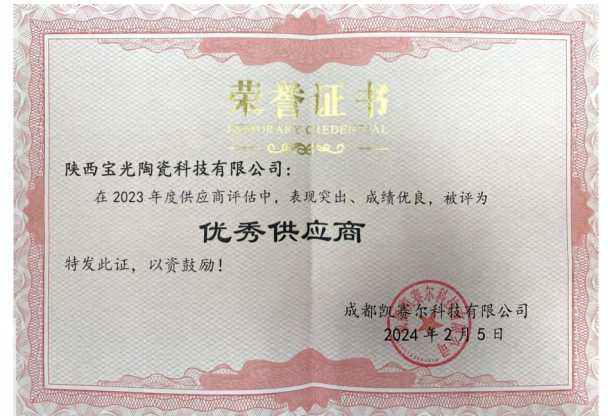 荣誉证书
HONORARY CREDENTIAL
陕西宝光陶瓷科技有限公司：
在 2023 年度供应商评估中，表现突出、成绩优良，被评为
优秀供应商
特发此证，以资鼓励！
成都凯赛尔科技有限公司
2024 年 2 月 5 日